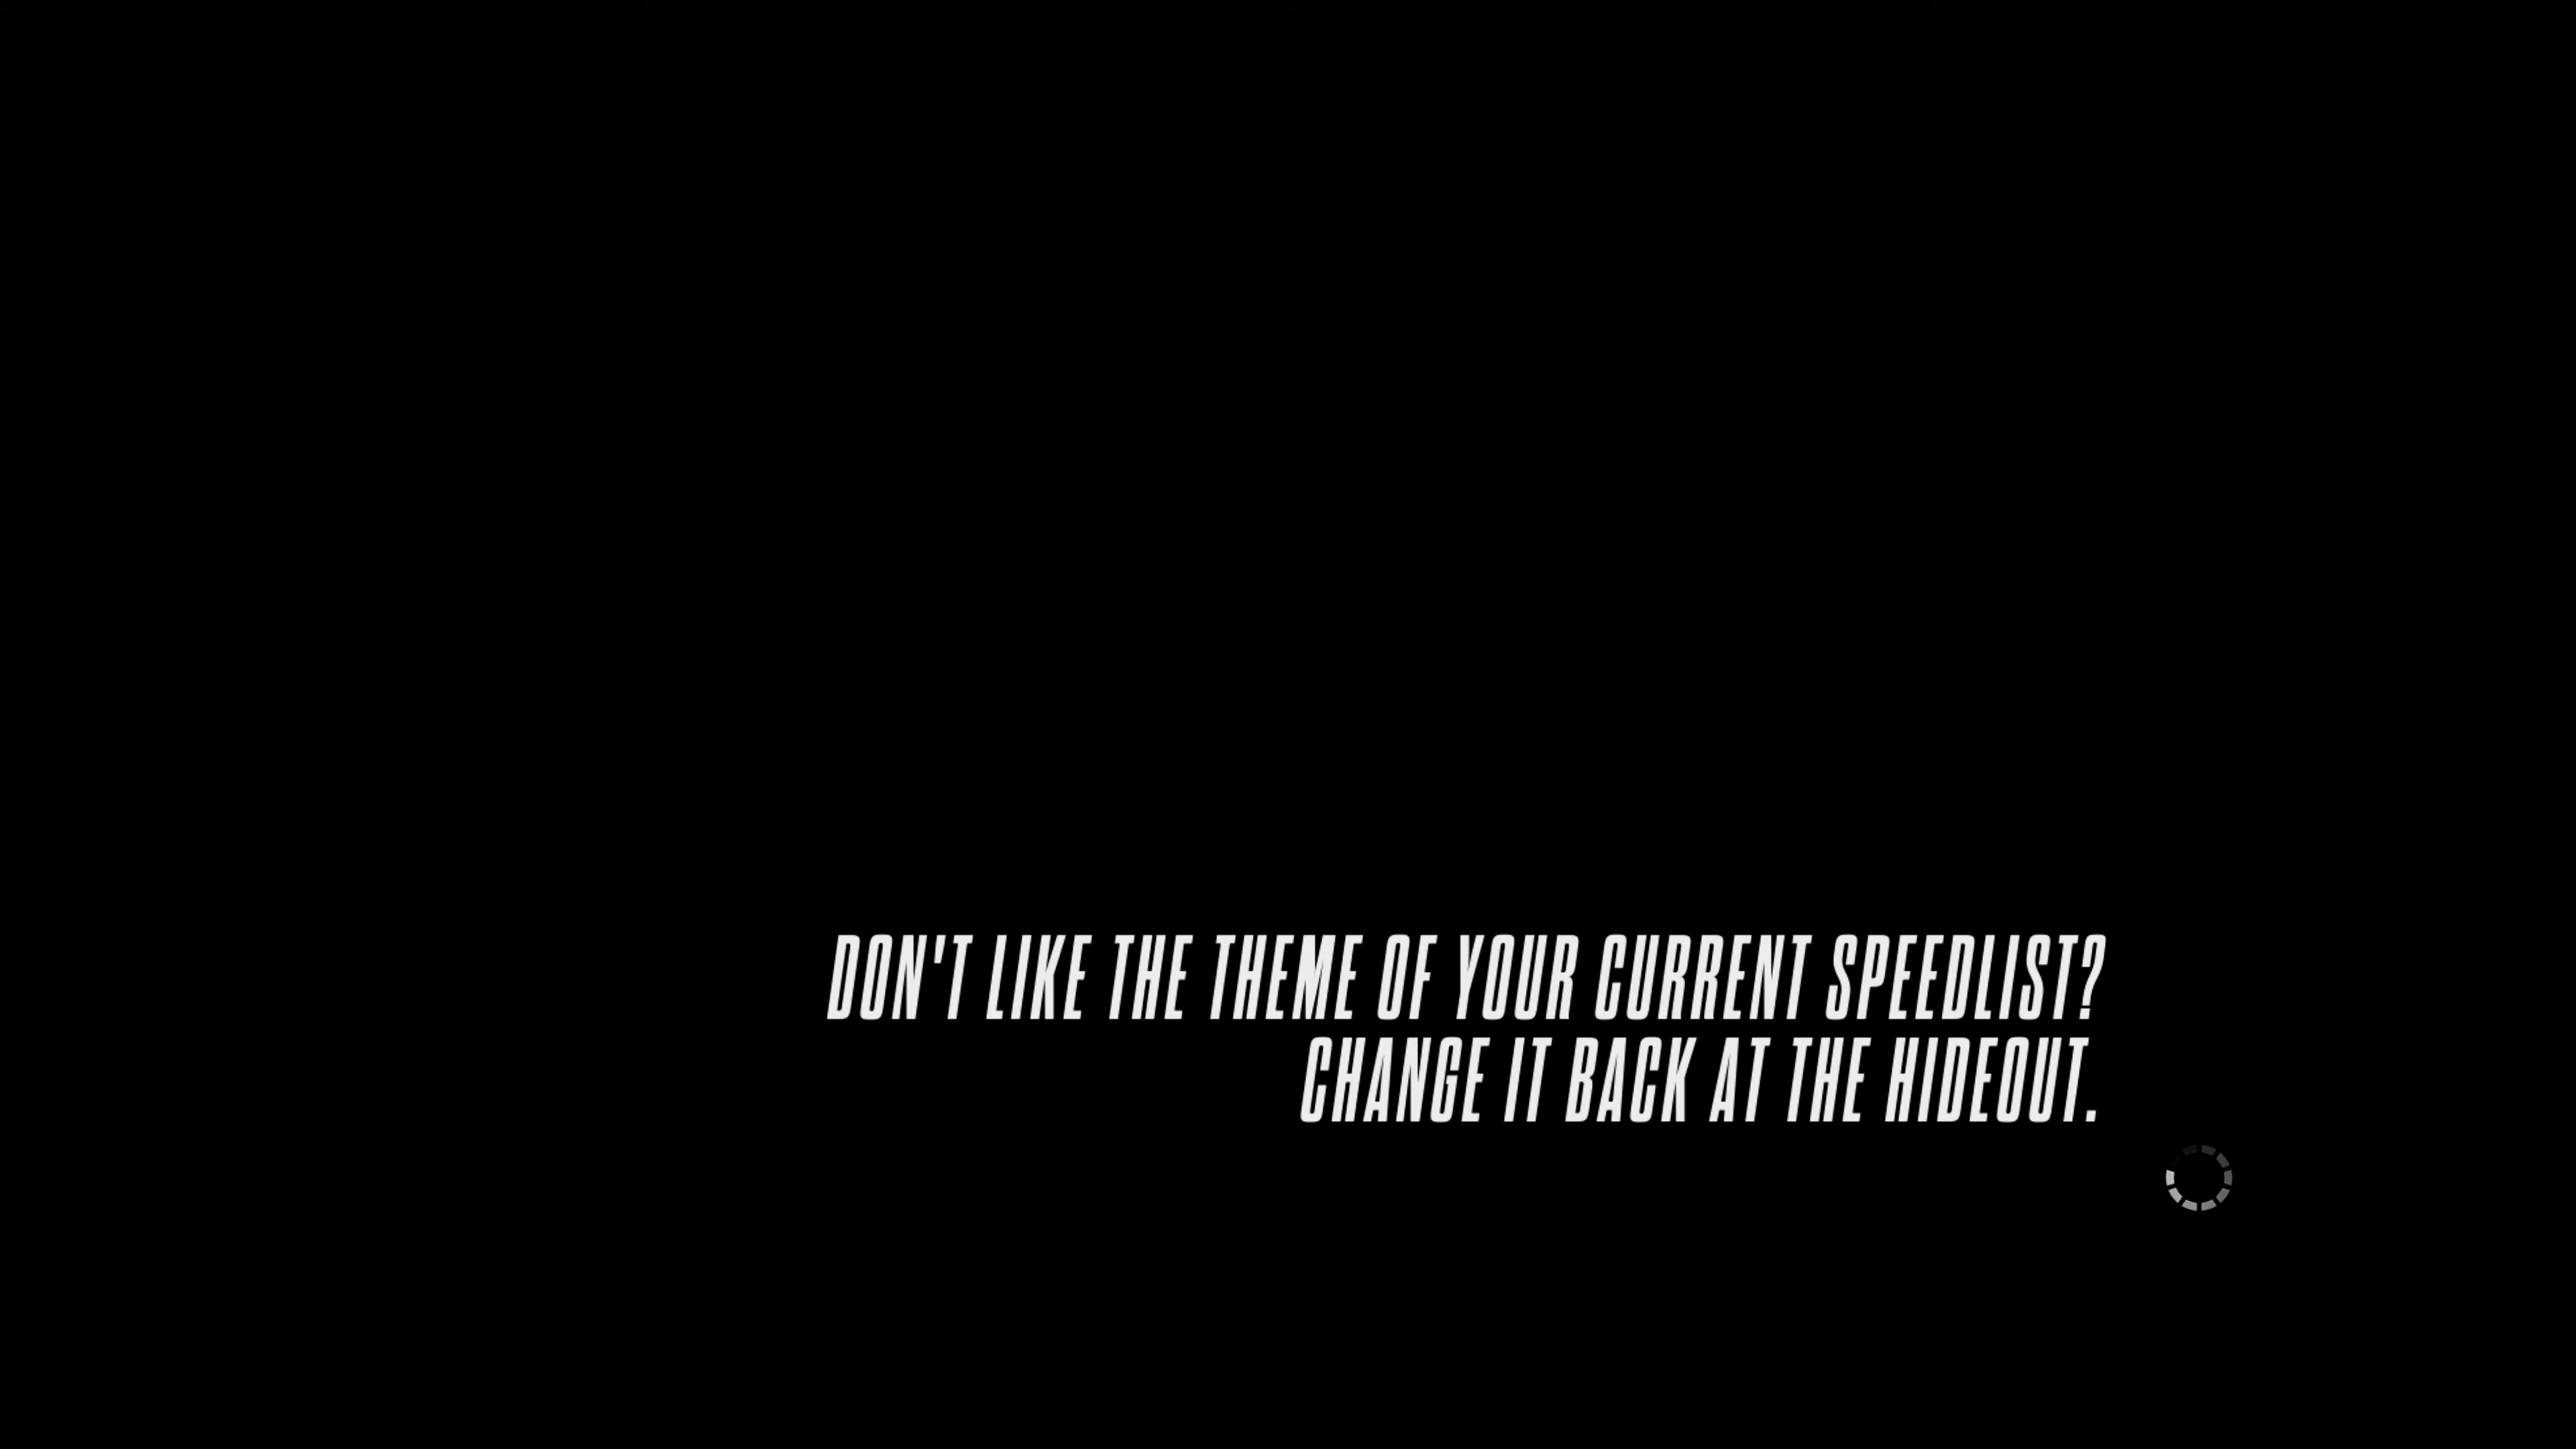 DON'T LIKE THE THEME OF YOUR CURRENT SPEEDLIST?
CHANGE IT BACK AT THE HIDEOUT.